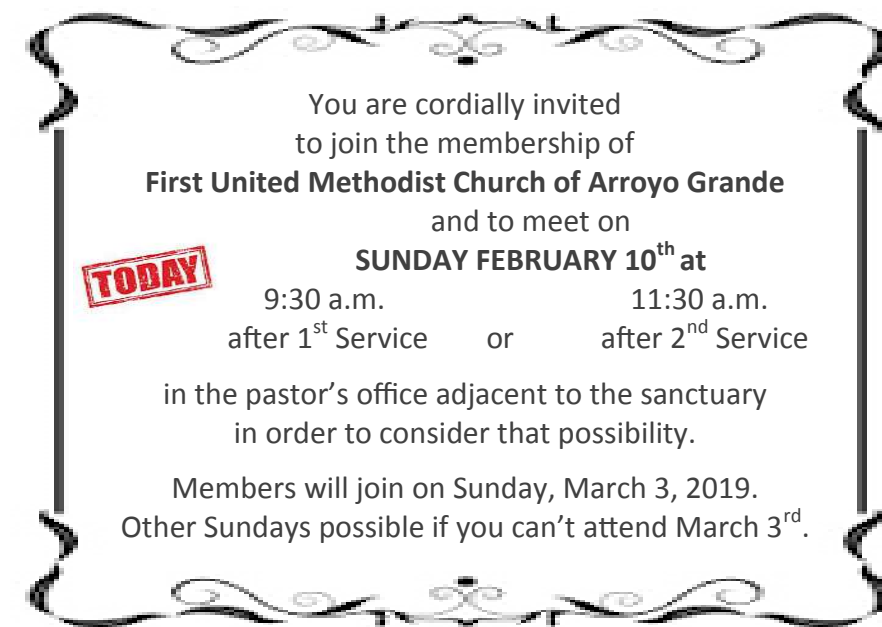 You are cordially invited
to join the membership of
First United Methodist Church of Arroyo Grande
and to meet on
SUNDAY FEBRUARY 10th at
TODAY
9:30 a.m. 11:30 a.m.
after 1st Service or after 2nd Service
in the pastor’s office adjacent to the sanctuary
in order to consider that possibility.
Members will join on Sunday, March 3, 2019.
Other Sundays possible if you can’t attend March 3rd.